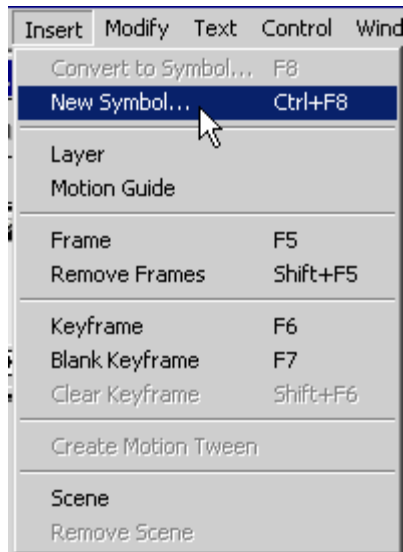 Insert Modify Text Control Wind
Convert to Symbol... F8
New Symbol... Ctrl+F8
Layer
Motion Guide
Frame F5
Remove Frames Shift+F5
Keyframe F6
Blank Keyframe F7
Clear Keyframe Shift+F6
Create Motion Tween
Scene
Remove Scene